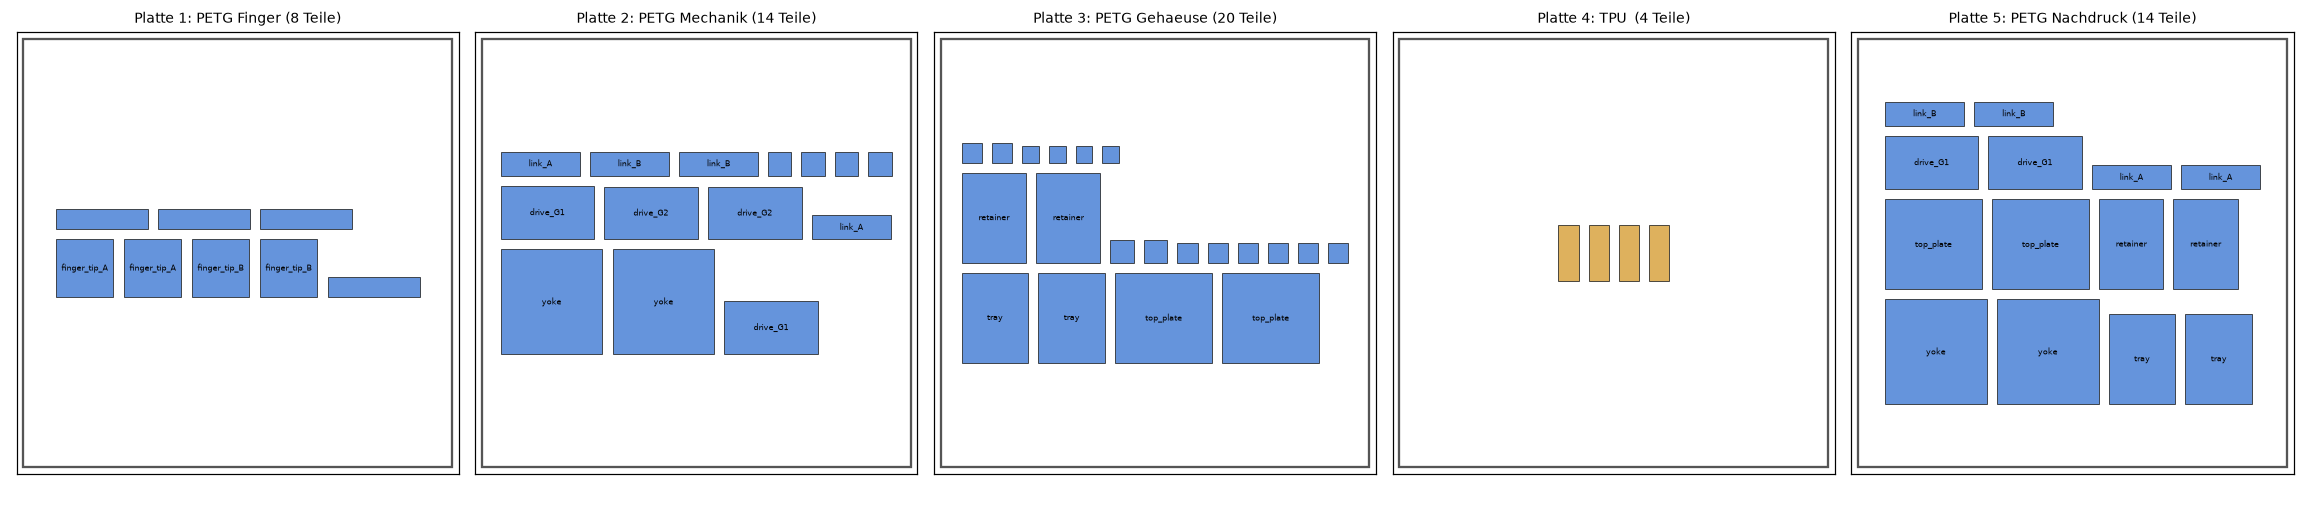 Platte 1: PETG Finger (8 Teile)
finger_tip_A
finger_tip_A
finger_tip_B
finger_tip_B
Platte 2: PETG Mechanik (14 Teile)
link_A
link_B
link_B
drive_G1
drive_G2
drive_G2
link_A
yoke
yoke
drive_G1
Platte 3: PETG Gehaeuse (20 Teile)
retainer
retainer
tray
tray
top_plate
top_plate
Platte 4: TPU  (4 Teile)
Platte 5: PETG Nachdruck (14 Teile)
link_B
link_B
drive_G1
drive_G1
link_A
link_A
top_plate
top_plate
retainer
retainer
yoke
yoke
tray
tray